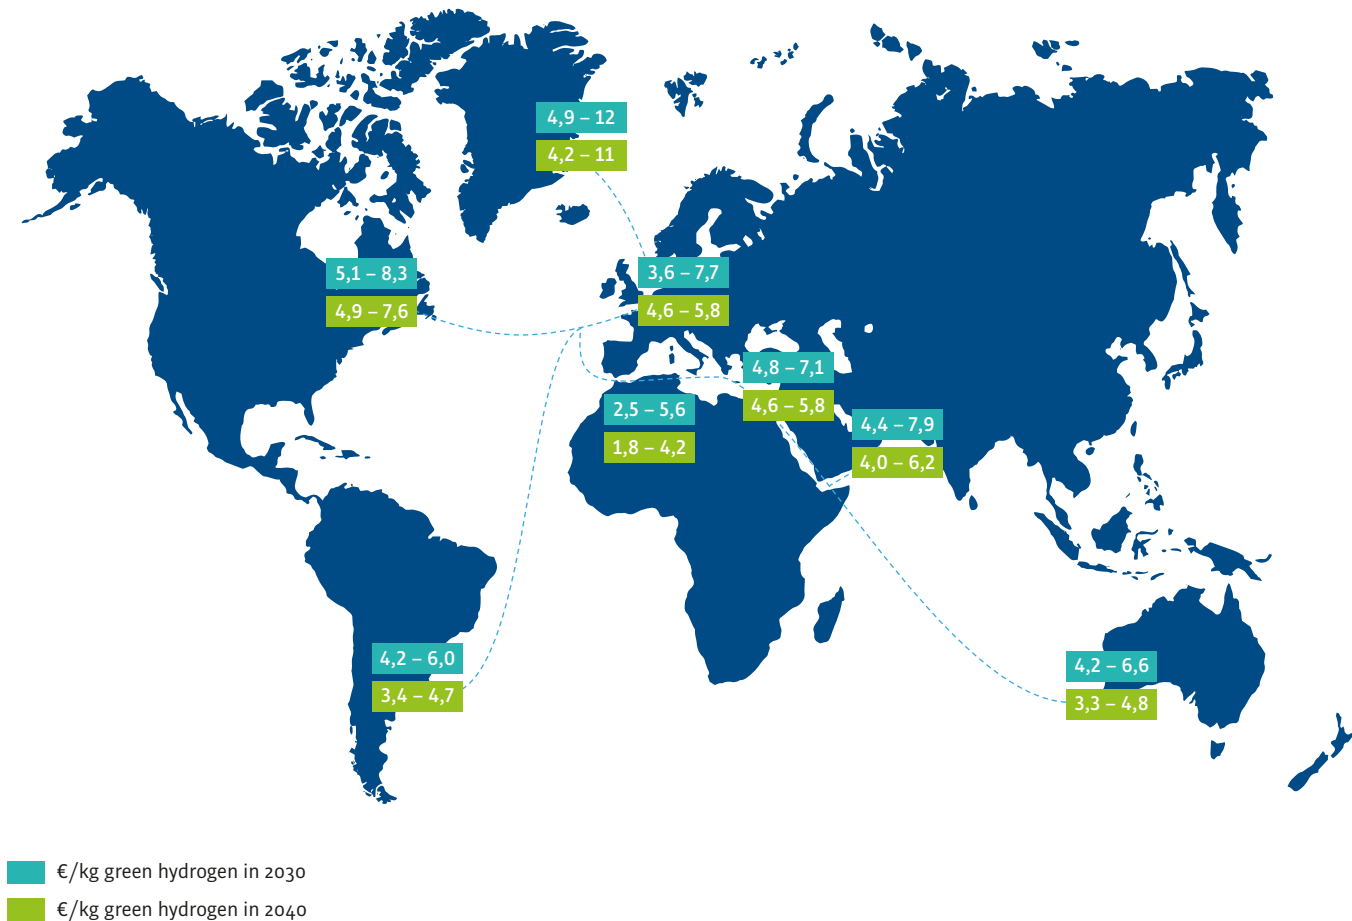 4,9 – 12
4,2 – 11
5,1 – 8,3
4,9 – 7,6
3,6 – 7,7
4,6 – 5,8
4,8 – 7,1
4,6 – 5,8
2,5 – 5,6
1,8 – 4,2
4,4 – 7,9
4,0 – 6,2
4,2 – 6,0
3,4 – 4,7
4,2 – 6,6
3,3 – 4,8
€/kg green hydrogen in 2030
€/kg green hydrogen in 2040